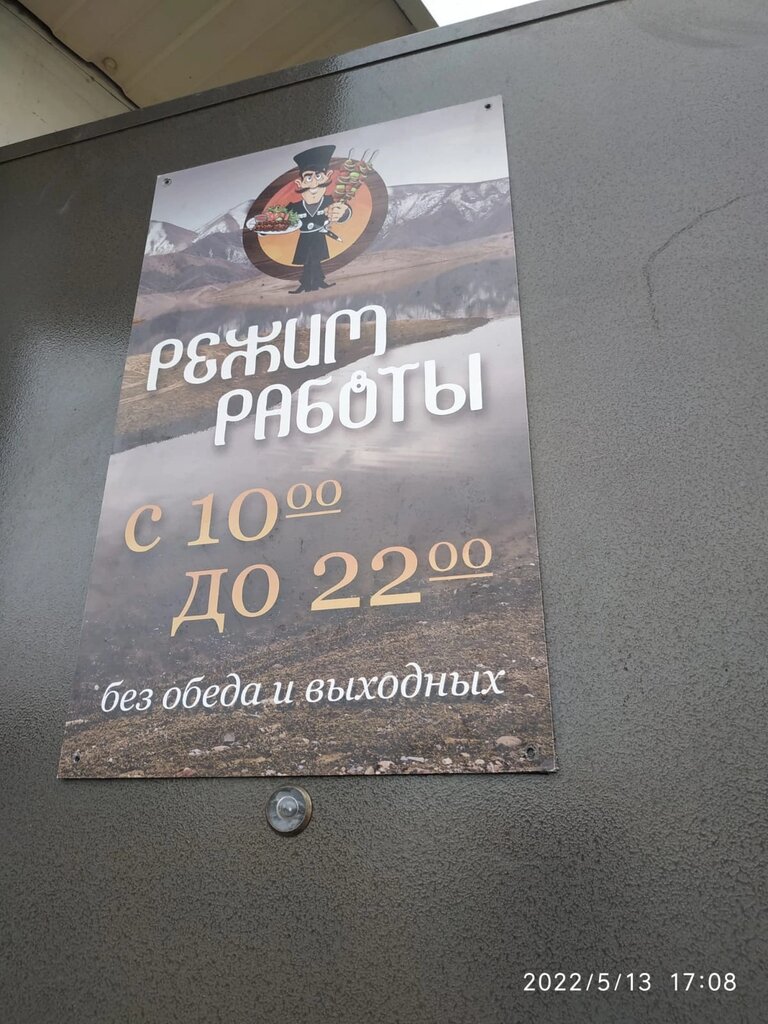 РЕЖИМ
РАБОТЫ
с 10⁰⁰
до 22⁰⁰
без обеда и выходных
2022/5/13 17:08